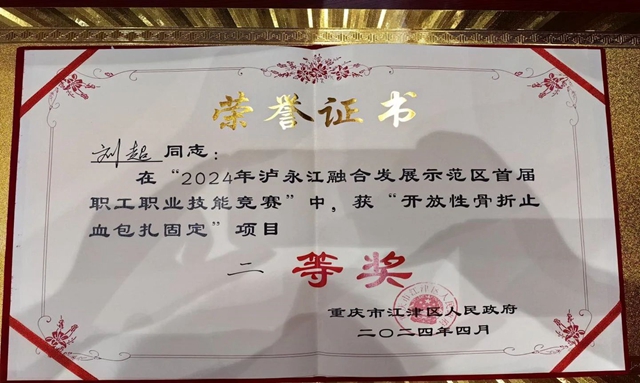 荣誉证书
刘超同志：
在“2024年泸永江融合发展示范区首届
职工职业技能竞赛”中，获“开放性骨折止
血包扎固定”项目
二等奖
重庆市江津区人民政府
二〇二四年四月